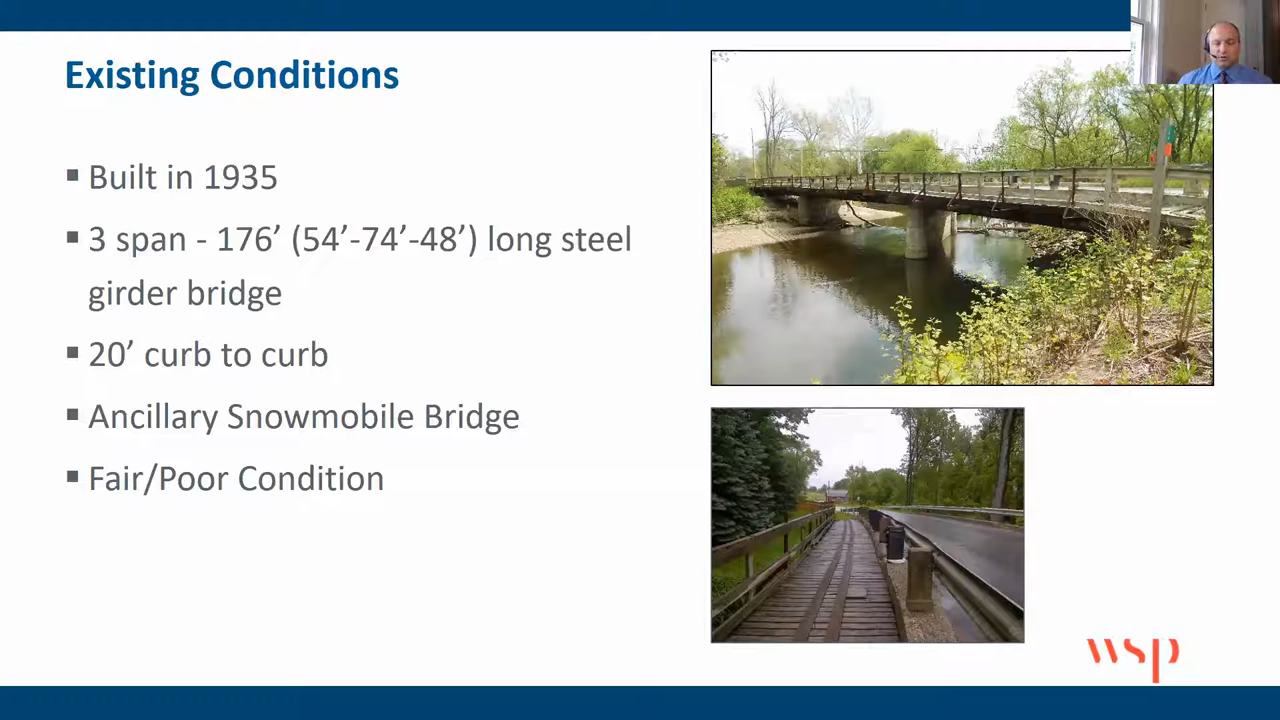 Existing Conditions
▪ Built in 1935
▪ 3 span - 176’ (54’-74’-48’) long steel
girder bridge
▪ 20’ curb to curb
▪ Ancillary Snowmobile Bridge
▪ Fair/Poor Condition
wsp